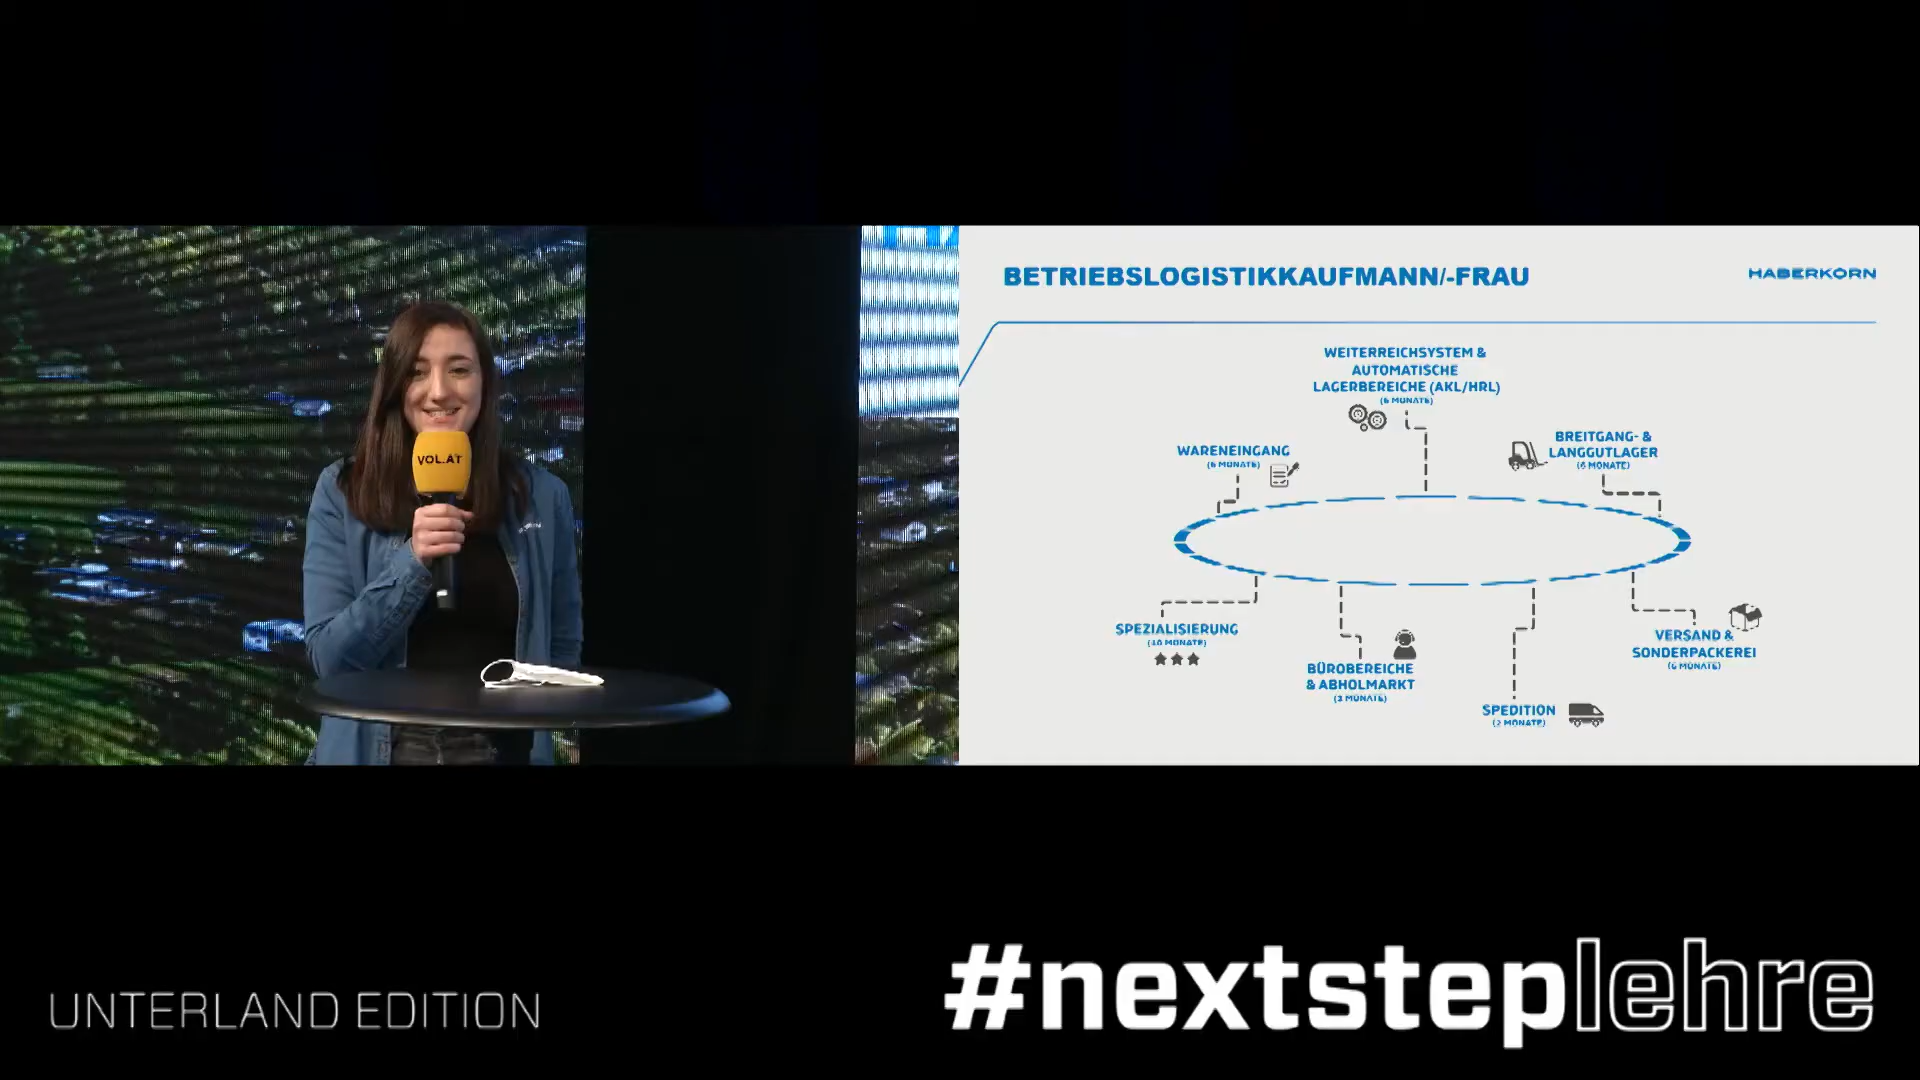 VOL.AT
BETRIEBSLOGISTIKKAUFMANN/-FRAU
HABERKORN
WEITERREICHSYSTEM &
AUTOMATISCHE
LAGERBEREICHE (AKL/HRL)
(6 MONATE)
WARENEINGANG
(6 MONATE)
BREITGANG- &
LANGGUTLAGER
(6 MONATE)
SPEZIALISIERUNG
(10 MONATE)
BÜROBEREICHE
& ABHOLMARKT
(3 MONATE)
SPEDITION
(2 MONATE)
VERSAND &
SONDERPACKEREI
(6 MONATE)
UNTERLAND EDITION
#nextsteplehre